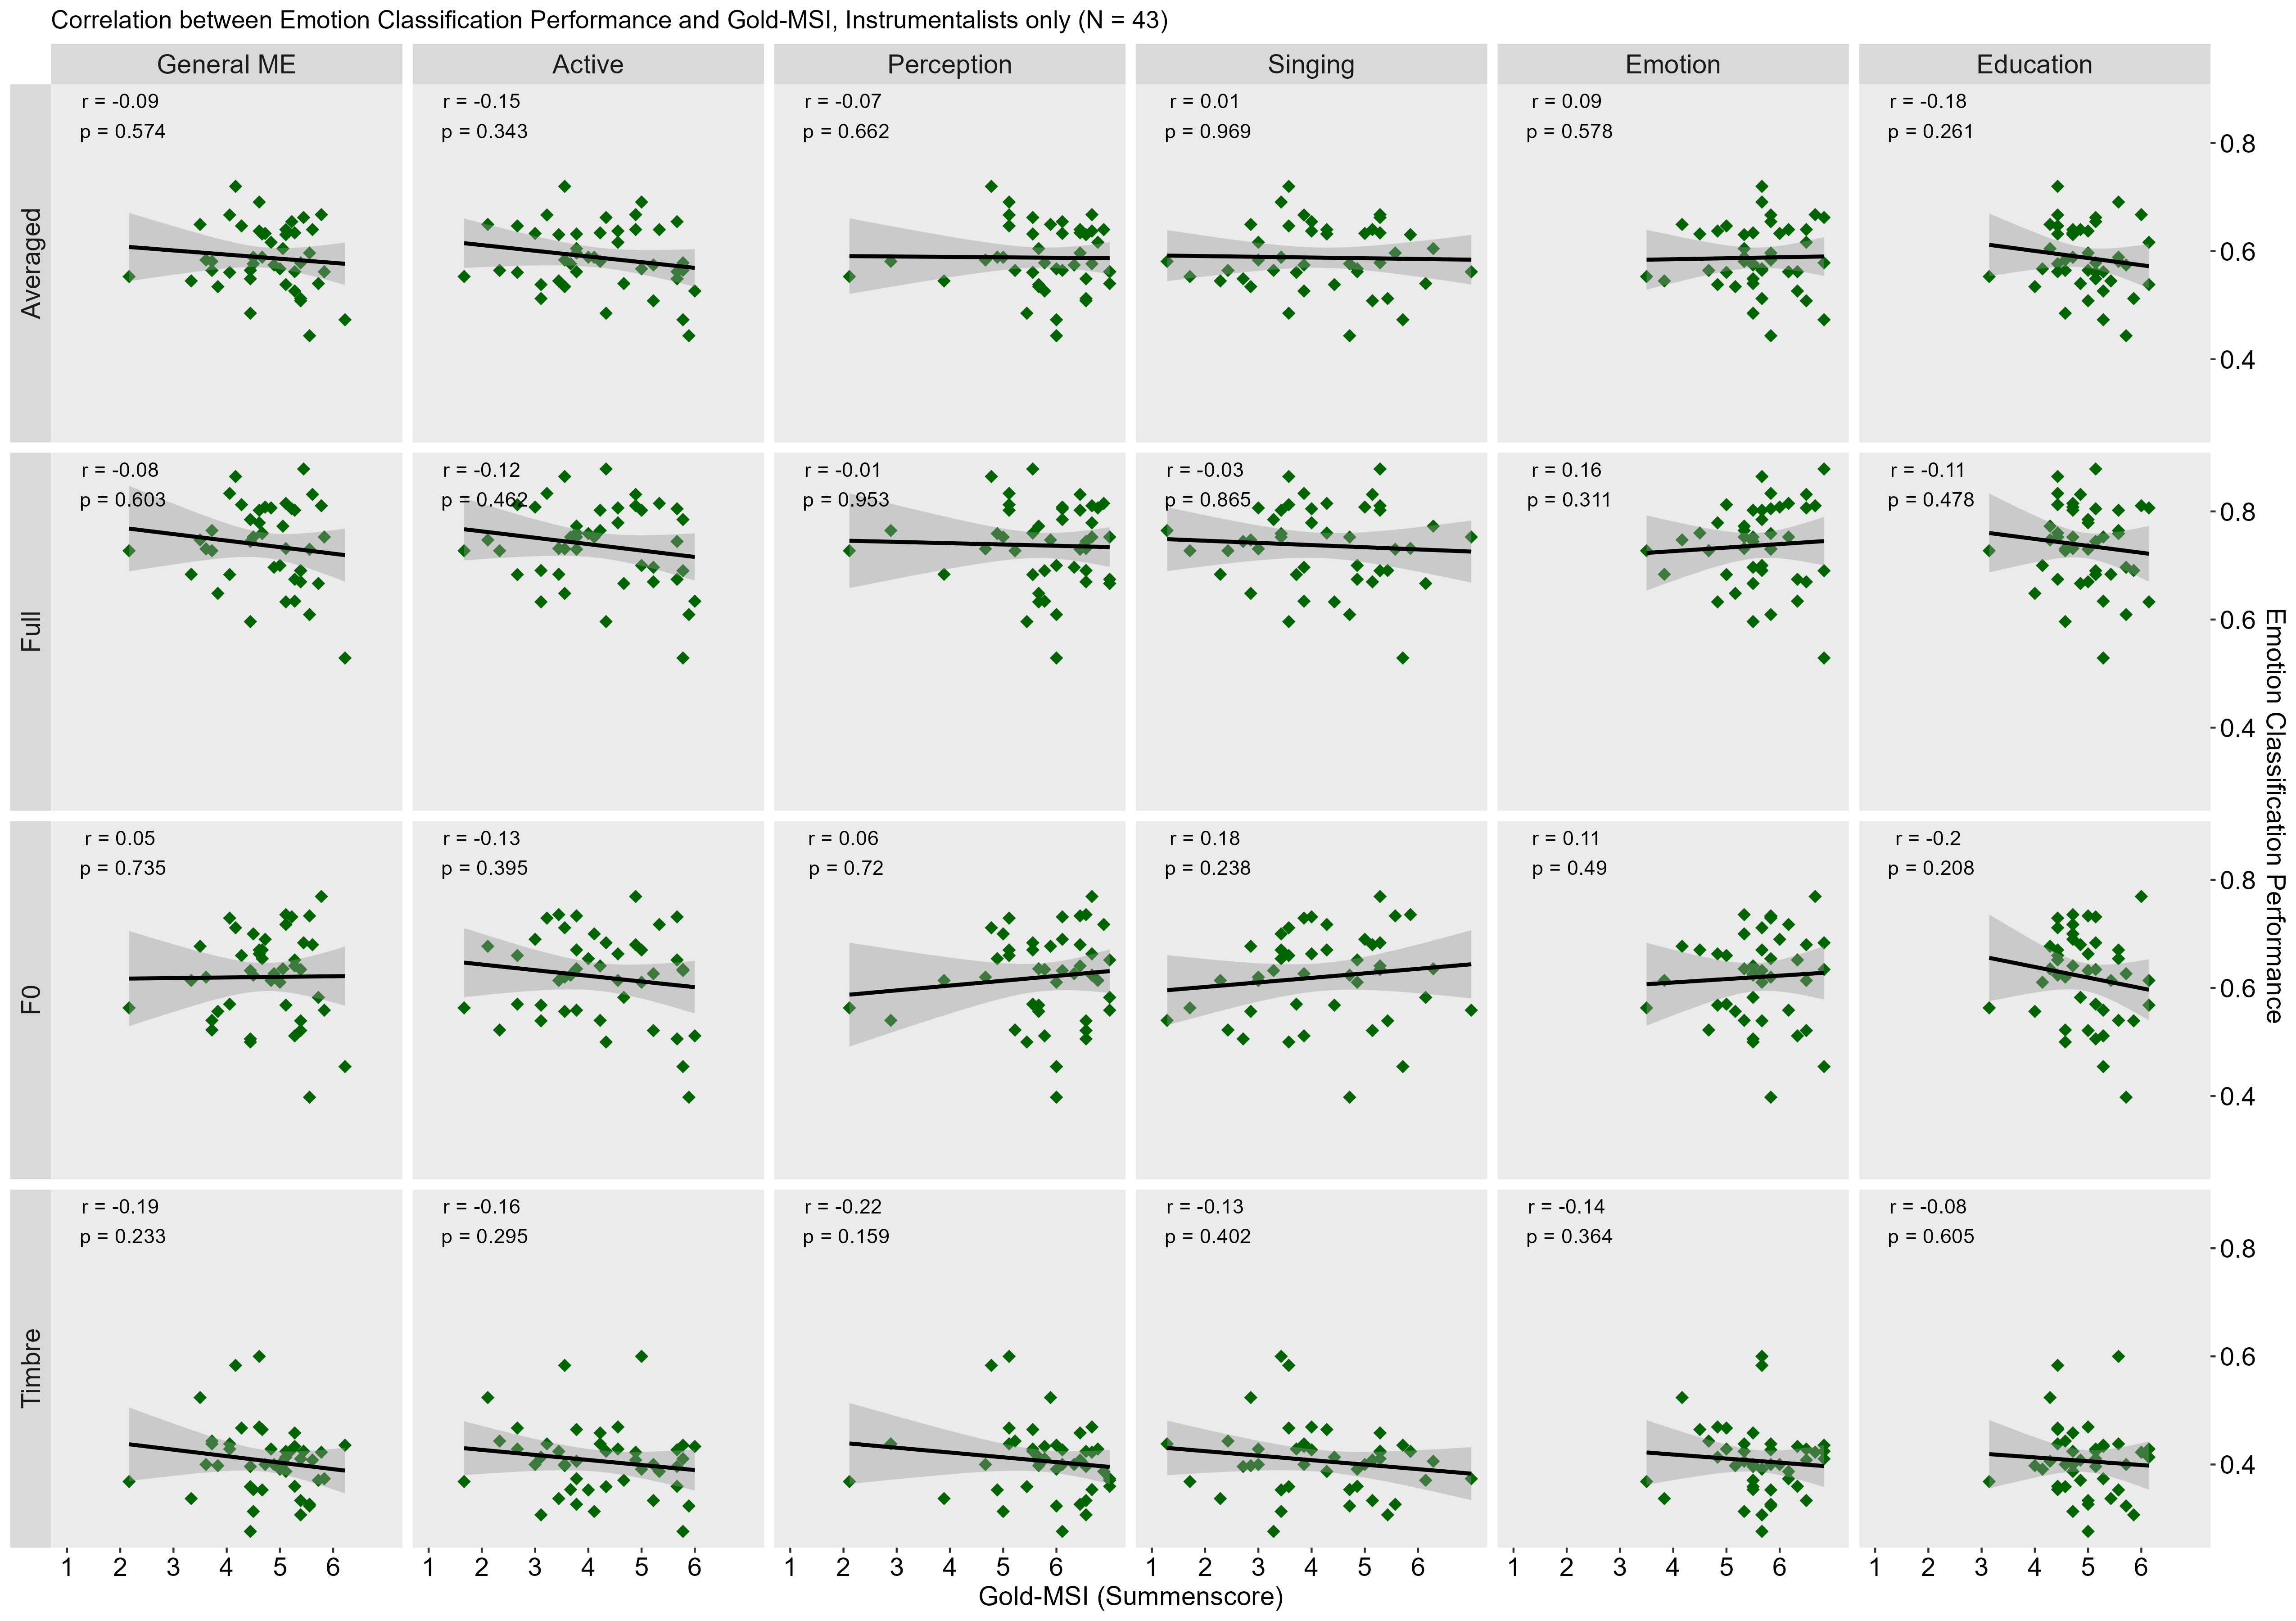 Correlation between Emotion Classification Performance and Gold-MSI, Instrumentalists only (N = 43)
General ME
Active
Perception
Singing
Emotion
Education
Averaged
r = -0.09
p = 0.574
r = -0.15
p = 0.343
r = -0.07
p = 0.662
r = 0.01
p = 0.969
r = 0.09
p = 0.578
r = -0.18
p = 0.261
0.8
0.6
0.4
Full
r = -0.08
p = 0.603
r = -0.12
p = 0.462
r = -0.01
p = 0.953
r = -0.03
p = 0.865
r = 0.16
p = 0.311
r = -0.11
p = 0.478
0.8
0.6
0.4
F0
r = 0.05
p = 0.735
r = -0.13
p = 0.395
r = 0.06
p = 0.72
r = 0.18
p = 0.238
r = 0.11
p = 0.49
r = -0.2
p = 0.208
0.8
0.6
0.4
Timbre
r = -0.19
p = 0.233
r = -0.16
p = 0.295
r = -0.22
p = 0.159
r = -0.13
p = 0.402
r = -0.14
p = 0.364
r = -0.08
p = 0.605
0.8
0.6
0.4
Emotion Classification Performance
1 2 3 4 5 6
1 2 3 4 5 6
1 2 3 4 5 6
1 2 3 4 5 6
1 2 3 4 5 6
1 2 3 4 5 6
Gold-MSI (Summenscore)